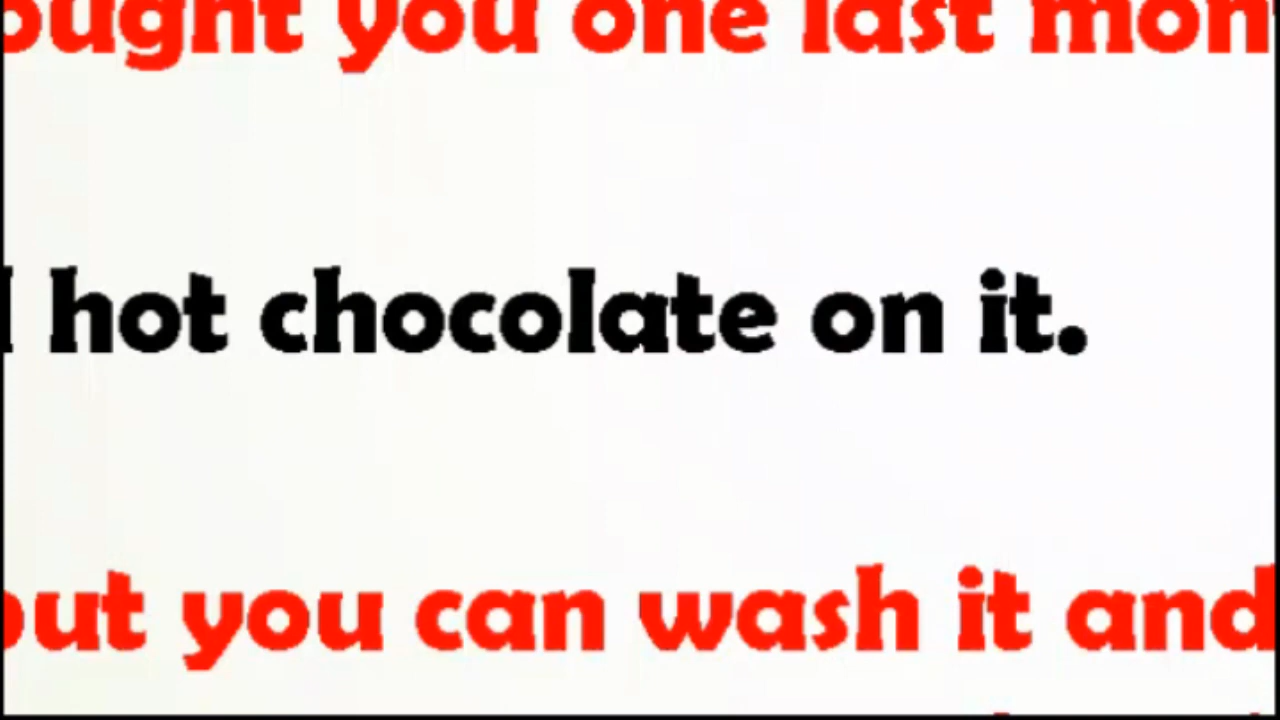 ought you one last mon
hot chocolate on it.
out you can wash it and